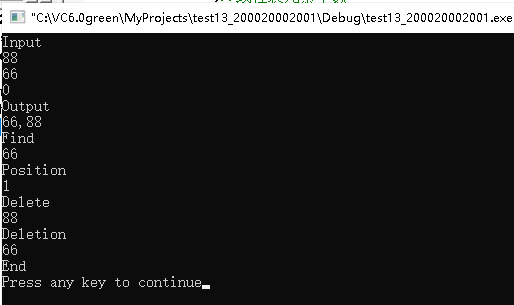 "C:\VC6.0green\MyProjects\test13_200020002001\Debug\test13_200020002001.exe
Input
88
66
0
Output
66,88
Find
66
Position
1
Delete
88
Deletion
66
End
Press any key to continue